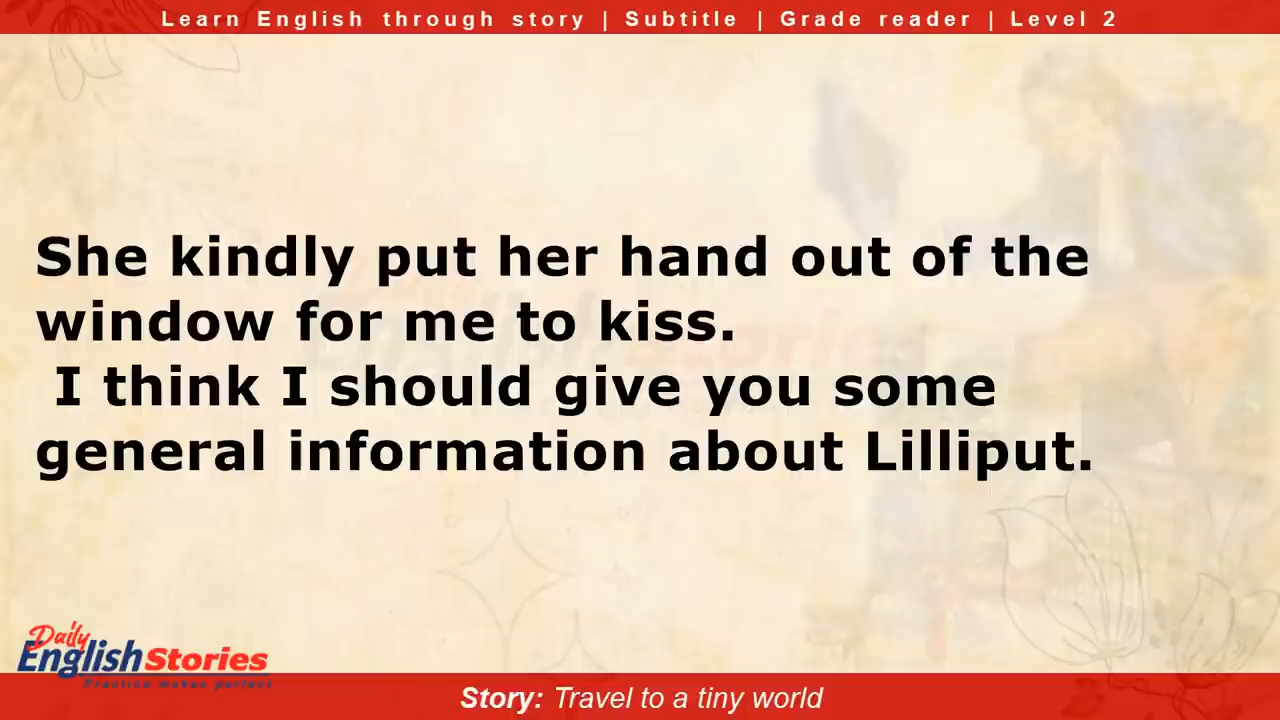 Learn English through story | Subtitle | Grade reader | Level 2
She kindly put her hand out of the
window for me to kiss.
I think I should give you some
general information about Lilliput.
Daily
English Stories
Practice makes perfect
Story: Travel to a tiny world